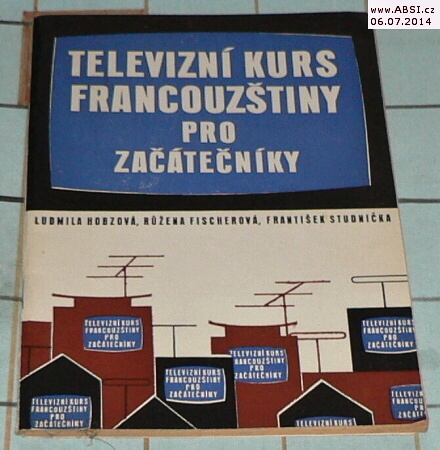 www.ABSI.cz
06.07.2014
TELEVIZNÍ KURS
FRANCOUZŠTINY
PRO
ZAČÁTEČNÍKY
LUDMILA HOBZOVÁ, RŮŽENA FISCHEROVÁ, FRANTIŠEK STUDNIČKA
TELEVIZNÍ KURS
FRANCOUZŠTINY
PRO
ZAČÁTEČNÍKY
TELEVIZNÍ KURS
FRANCOUZŠTINY
PRO
ZAČÁTEČNÍKY
TELEVIZNÍ KURS
FRANCOUZŠTINY
PRO
ZAČÁTEČNÍKY
TELEVIZNÍ KURS
FRANCOUZŠTINY
PRO
ZAČÁTEČNÍKY
TELEVIZNÍ KURS
FRANCOUZŠTINY
PRO
ZAČÁTEČNÍKY
TELEVIZNÍ KURS